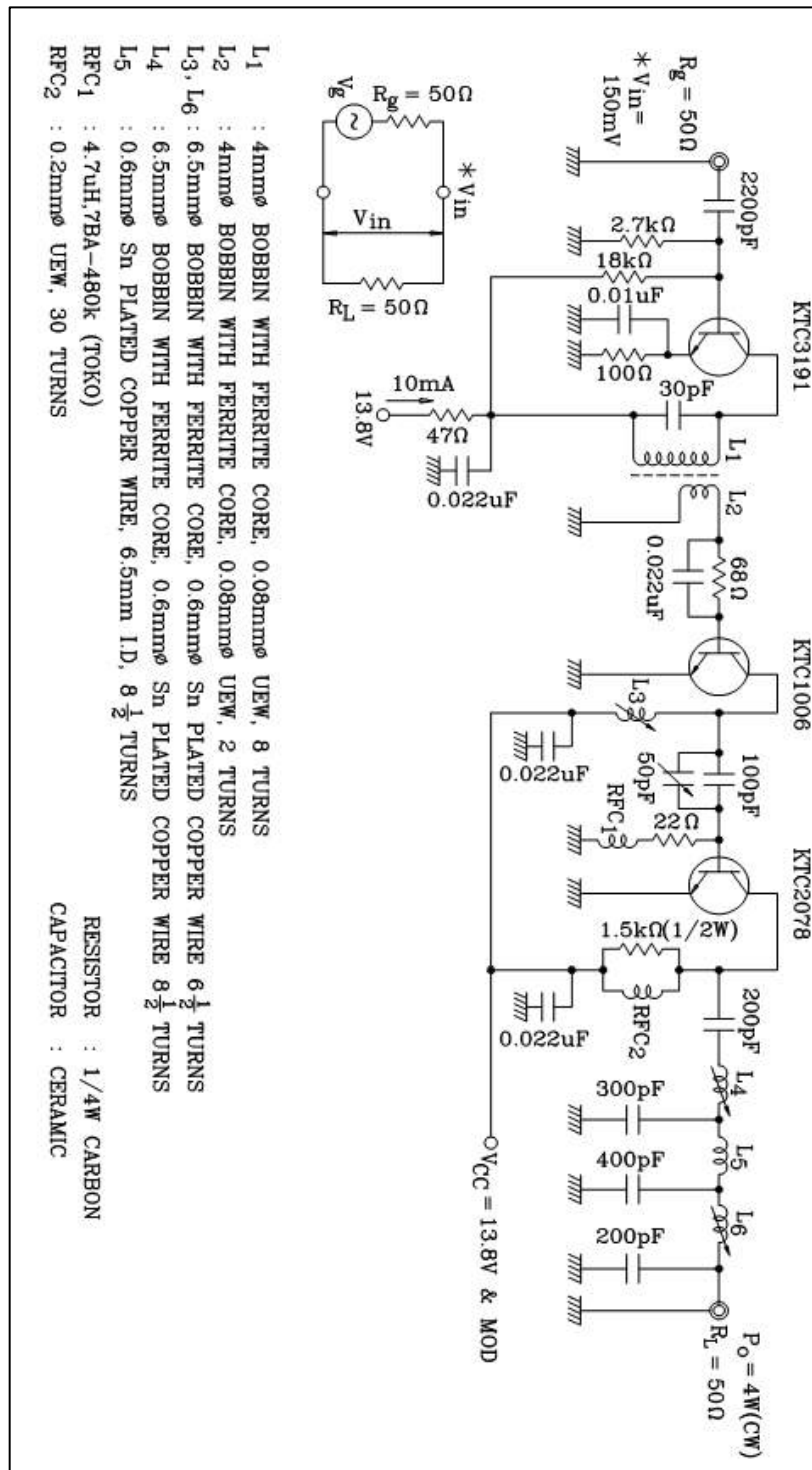 KTC3191
KTC1006
KTC2078
Rg = 50Ω
*Vin=
150mV
2200pF
2.7kΩ
18kΩ
0.01uF
100Ω
30pF
L1
L2
47Ω
10mA
13.8V
0.022uF
68Ω
0.022uF
L3
0.022uF
100pF
50pF
22Ω
RFC1
1.5kΩ(1/2W)
RFC2
0.022uF
200pF
L4
L5
L6
300pF
400pF
200pF
Po = 4W(CW)
RL = 50Ω
VCC = 13.8V & MOD
Rg = 50Ω
Vg
*Vin
Vin
RL = 50Ω
L1 : 4mmø BOBBIN WITH FERRITE CORE, 0.08mmø UEW, 8 TURNS
L2 : 4mmø BOBBIN WITH FERRITE CORE, 0.08mmø UEW, 2 TURNS
L3, L6 : 6.5mmø BOBBIN WITH FERRITE CORE, 0.6mmø Sn PLATED COPPER WIRE 6 1/2 TURNS
L4 : 6.5mmø BOBBIN WITH FERRITE CORE, 0.6mmø Sn PLATED COPPER WIRE 8 1/2 TURNS
L5 : 0.6mmø Sn PLATED COPPER WIRE, 6.5mm I.D, 8 1/2 TURNS
RFC1 : 4.7uH,7BA-480k (TOKO) RESISTOR : 1/4W CARBON
RFC2 : 0.2mmø UEW, 30 TURNS CAPACITOR : CERAMIC